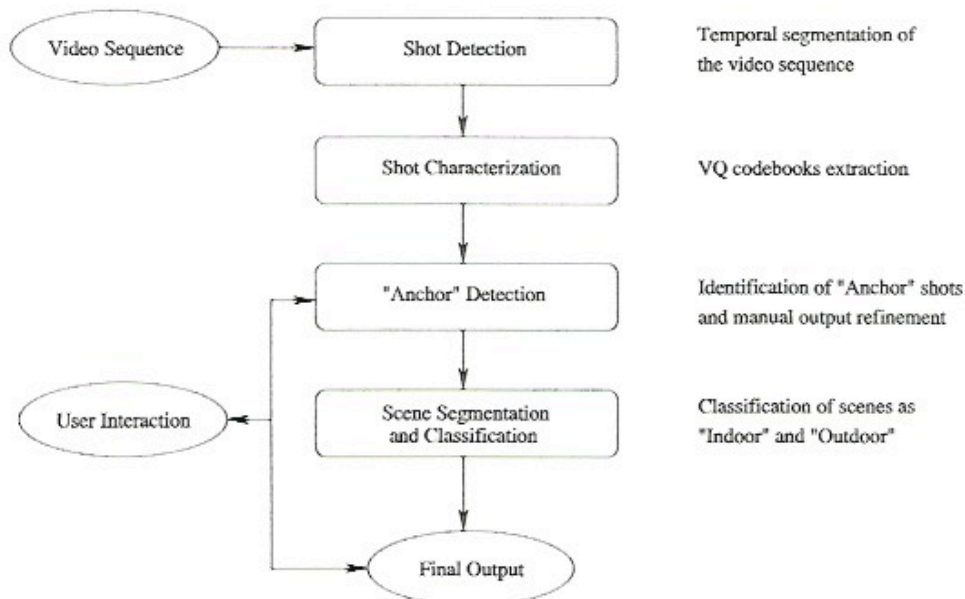 Video Sequence
Shot Detection
Temporal segmentation of
the video sequence
Shot Characterization
VQ codebooks extraction
"Anchor" Detection
Identification of "Anchor" shots
and manual output refinement
User Interaction
Scene Segmentation
and Classification
Classification of scenes as
"Indoor" and "Outdoor"
Final Output